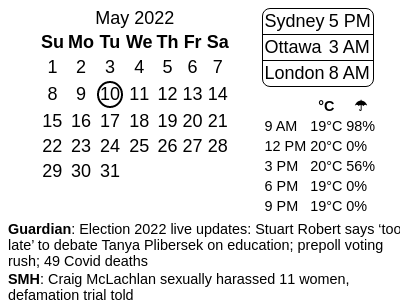 May 2022
Su Mo Tu We Th Fr Sa
1 2 3 4 5 6 7
8 9 10 11 12 13 14
15 16 17 18 19 20 21
22 23 24 25 26 27 28
29 30 31
Sydney 5 PM
Ottawa 3 AM
London 8 AM
°C ☂
9 AM 19°C 98%
12 PM 20°C 0%
3 PM 20°C 56%
6 PM 19°C 0%
9 PM 19°C 0%
Guardian: Election 2022 live updates: Stuart Robert says ‘too
late’ to debate Tanya Plibersek on education; prepoll voting
rush; 49 Covid deaths
SMH: Craig McLachlan sexually harassed 11 women,
defamation trial told